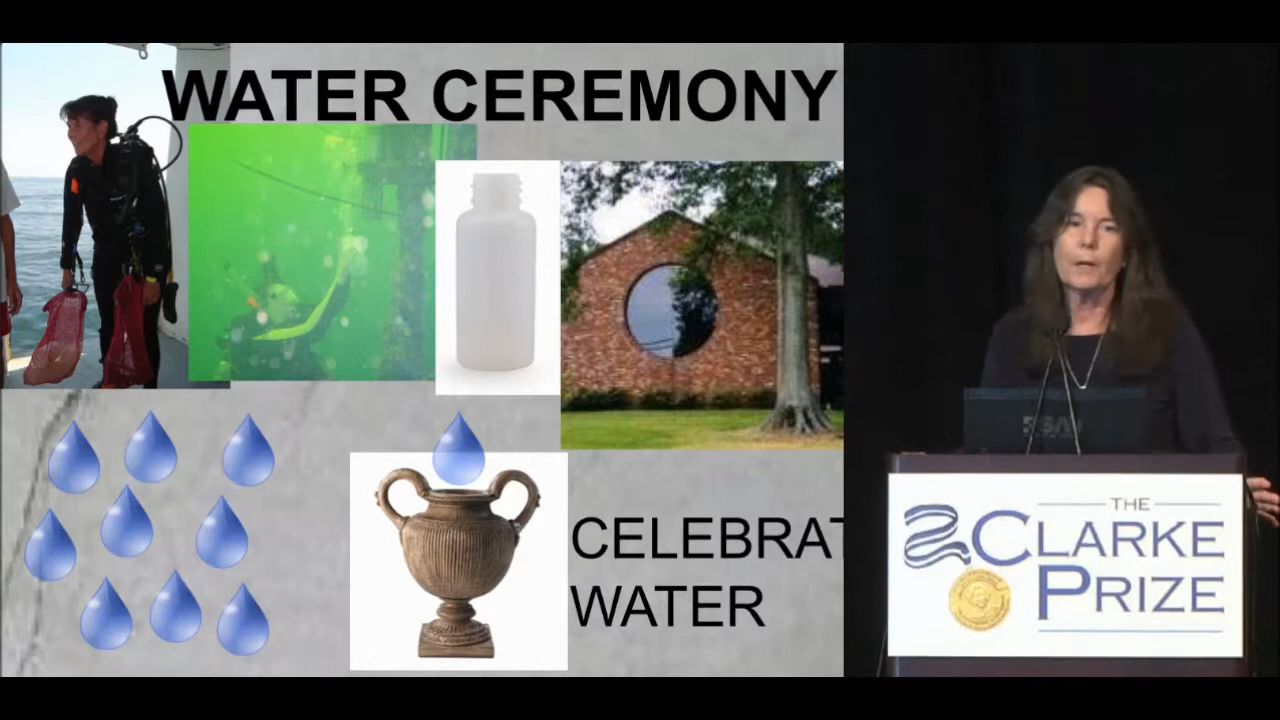 WATER CEREMONY
CELEBRAT
WATER
THE
CLARKE
PRIZE